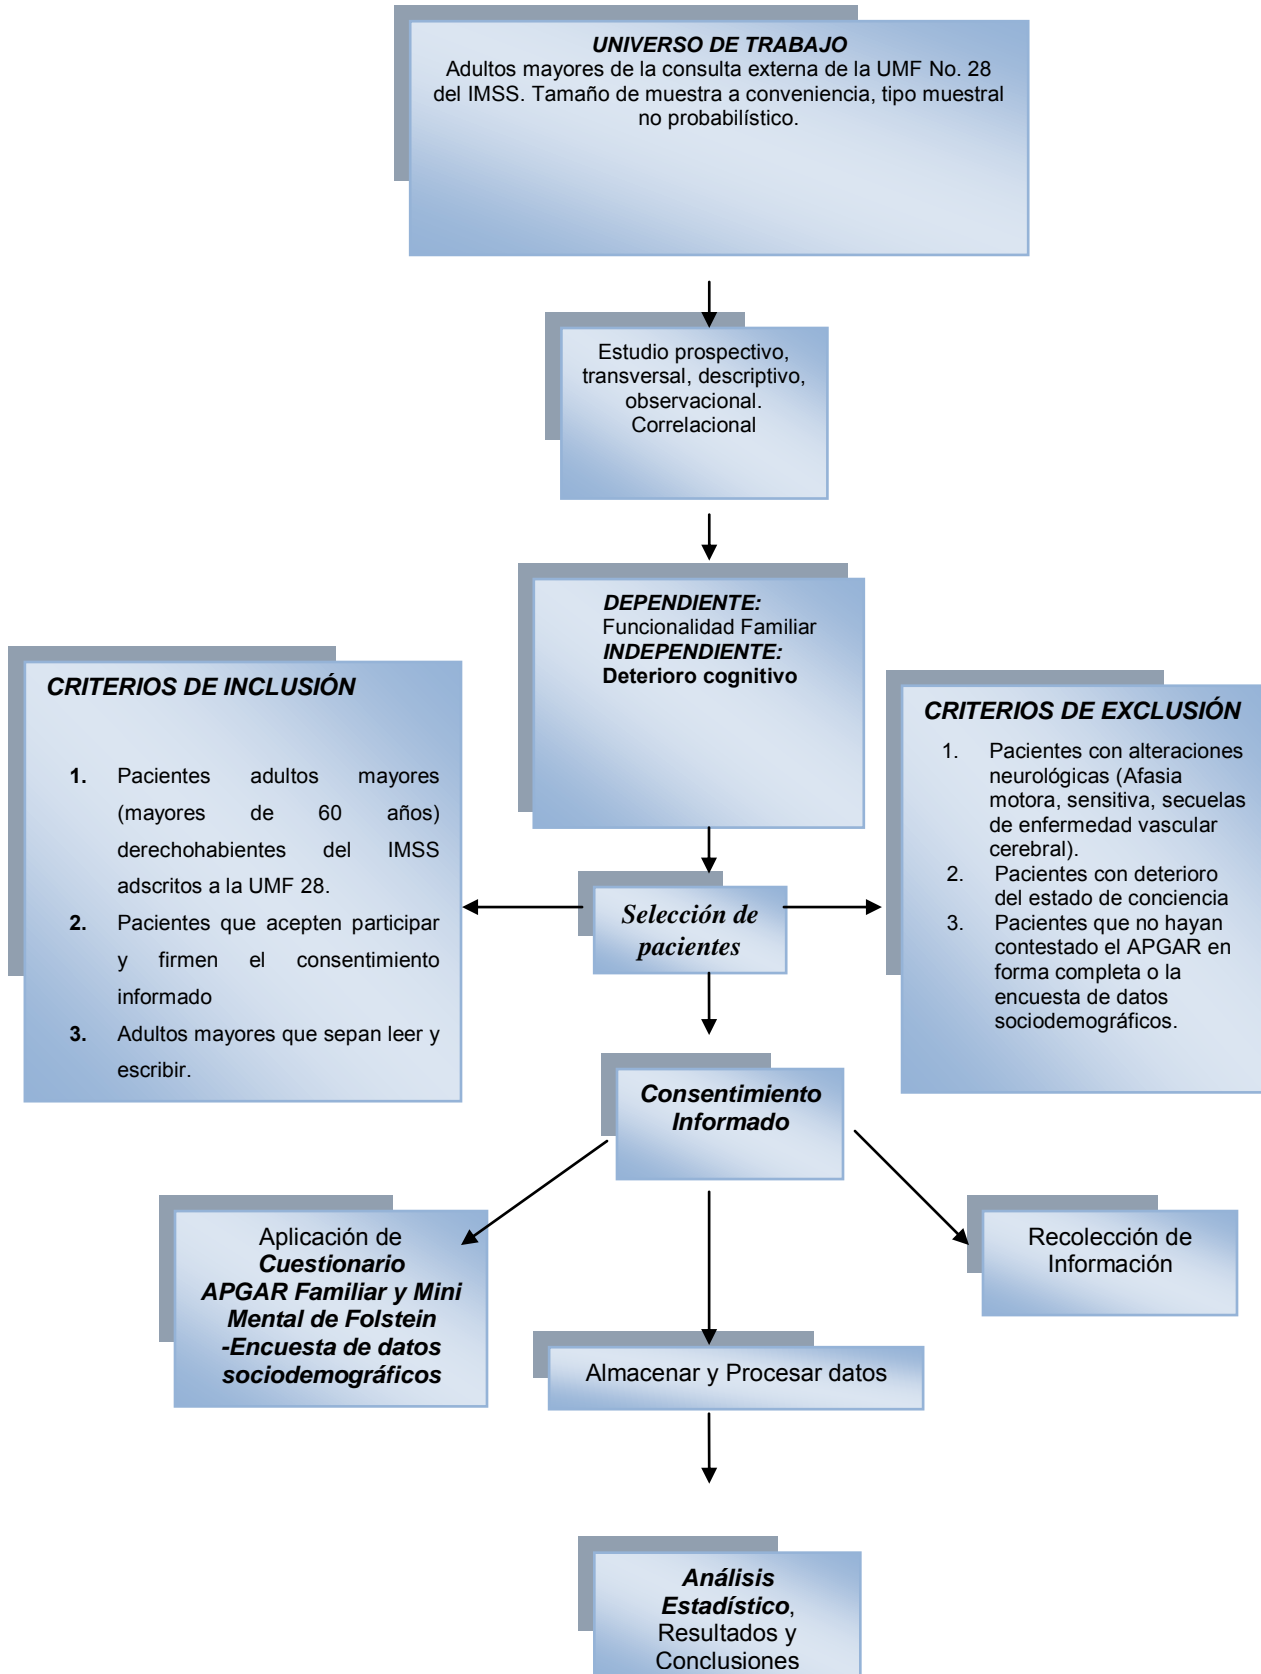 UNIVERSO DE TRABAJO
Adultos mayores de la consulta externa de la UMF No. 28
del IMSS. Tamaño de muestra a conveniencia, tipo muestral
no probabilístico.
Estudio prospectivo,
transversal, descriptivo,
observacional.
Correlacional
DEPENDIENTE:
Funcionalidad Familiar
INDEPENDIENTE:
Deterioro cognitivo
CRITERIOS DE INCLUSIÓN
1. Pacientes adultos mayores
(mayores de 60 años)
derechohabientes del IMSS
adscritos a la UMF 28.
2. Pacientes que acepten participar
y firmen el consentimiento
informado
3. Adultos mayores que sepan leer y
escribir.
Selección de
pacientes
CRITERIOS DE EXCLUSIÓN
1. Pacientes con alteraciones
neurológicas (Afasia
motora, sensitiva, secuelas
de enfermedad vascular
cerebral).
2. Pacientes con deterioro
del estado de conciencia
3. Pacientes que no hayan
contestado el APGAR en
forma completa o la
encuesta de datos
sociodemográficos.
Consentimiento
Informado
Aplicación de
Cuestionario
APGAR Familiar y Mini
Mental de Folstein
-Encuesta de datos
sociodemográficos
Recolección de
Información
Almacenar y Procesar datos
Análisis
Estadístico,
Resultados y
Conclusiones